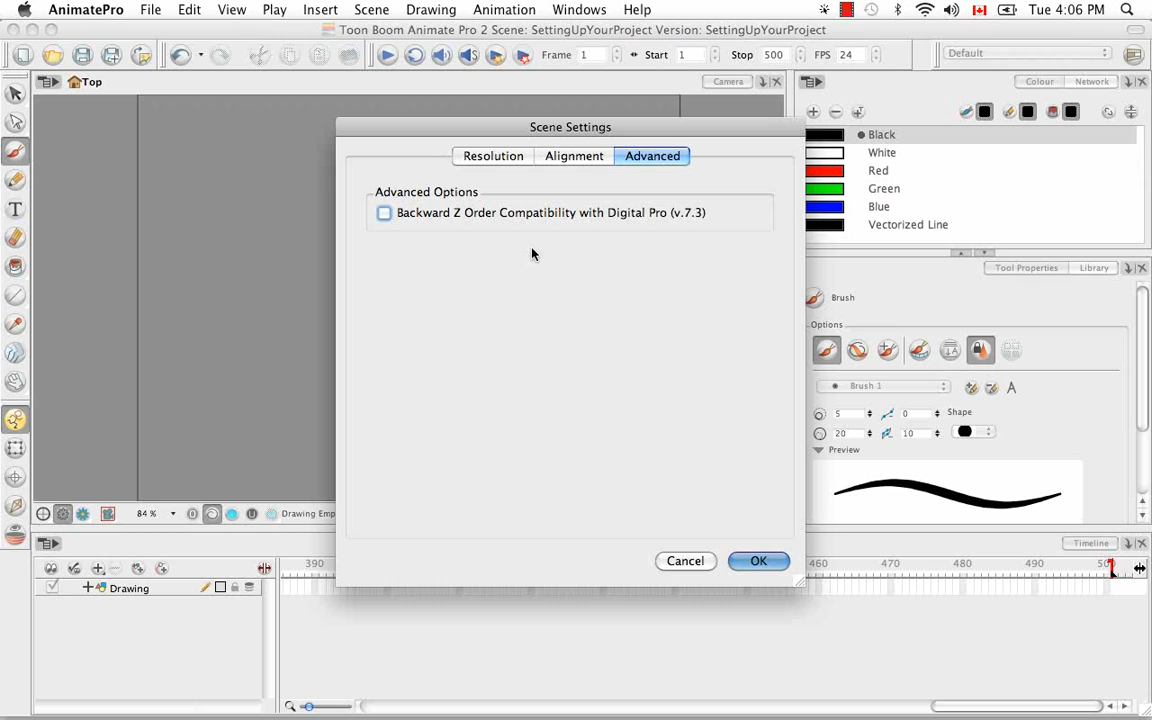 AnimatePro File Edit View Play Insert Scene Drawing Animation Windows Help Tue 4:06 PM
Toon Boom Animate Pro 2 Scene: SettingUpYourProject Version: SettingUpYourProject
Frame 1 Start 1 Stop 500 FPS 24 Default
Top Camera Colour Network
Scene Settings
Resolution Alignment Advanced
Advanced Options
Backward Z Order Compatibility with Digital Pro (v.7.3)
Cancel OK
Black
White
Red
Green
Blue
Vectorized Line
Tool Properties Library
Brush
Options
Brush 1 A
5 0 Shape
20 10
Preview
84 % Drawing Emp
Timeline
390 460 470 480 490 500
Drawing